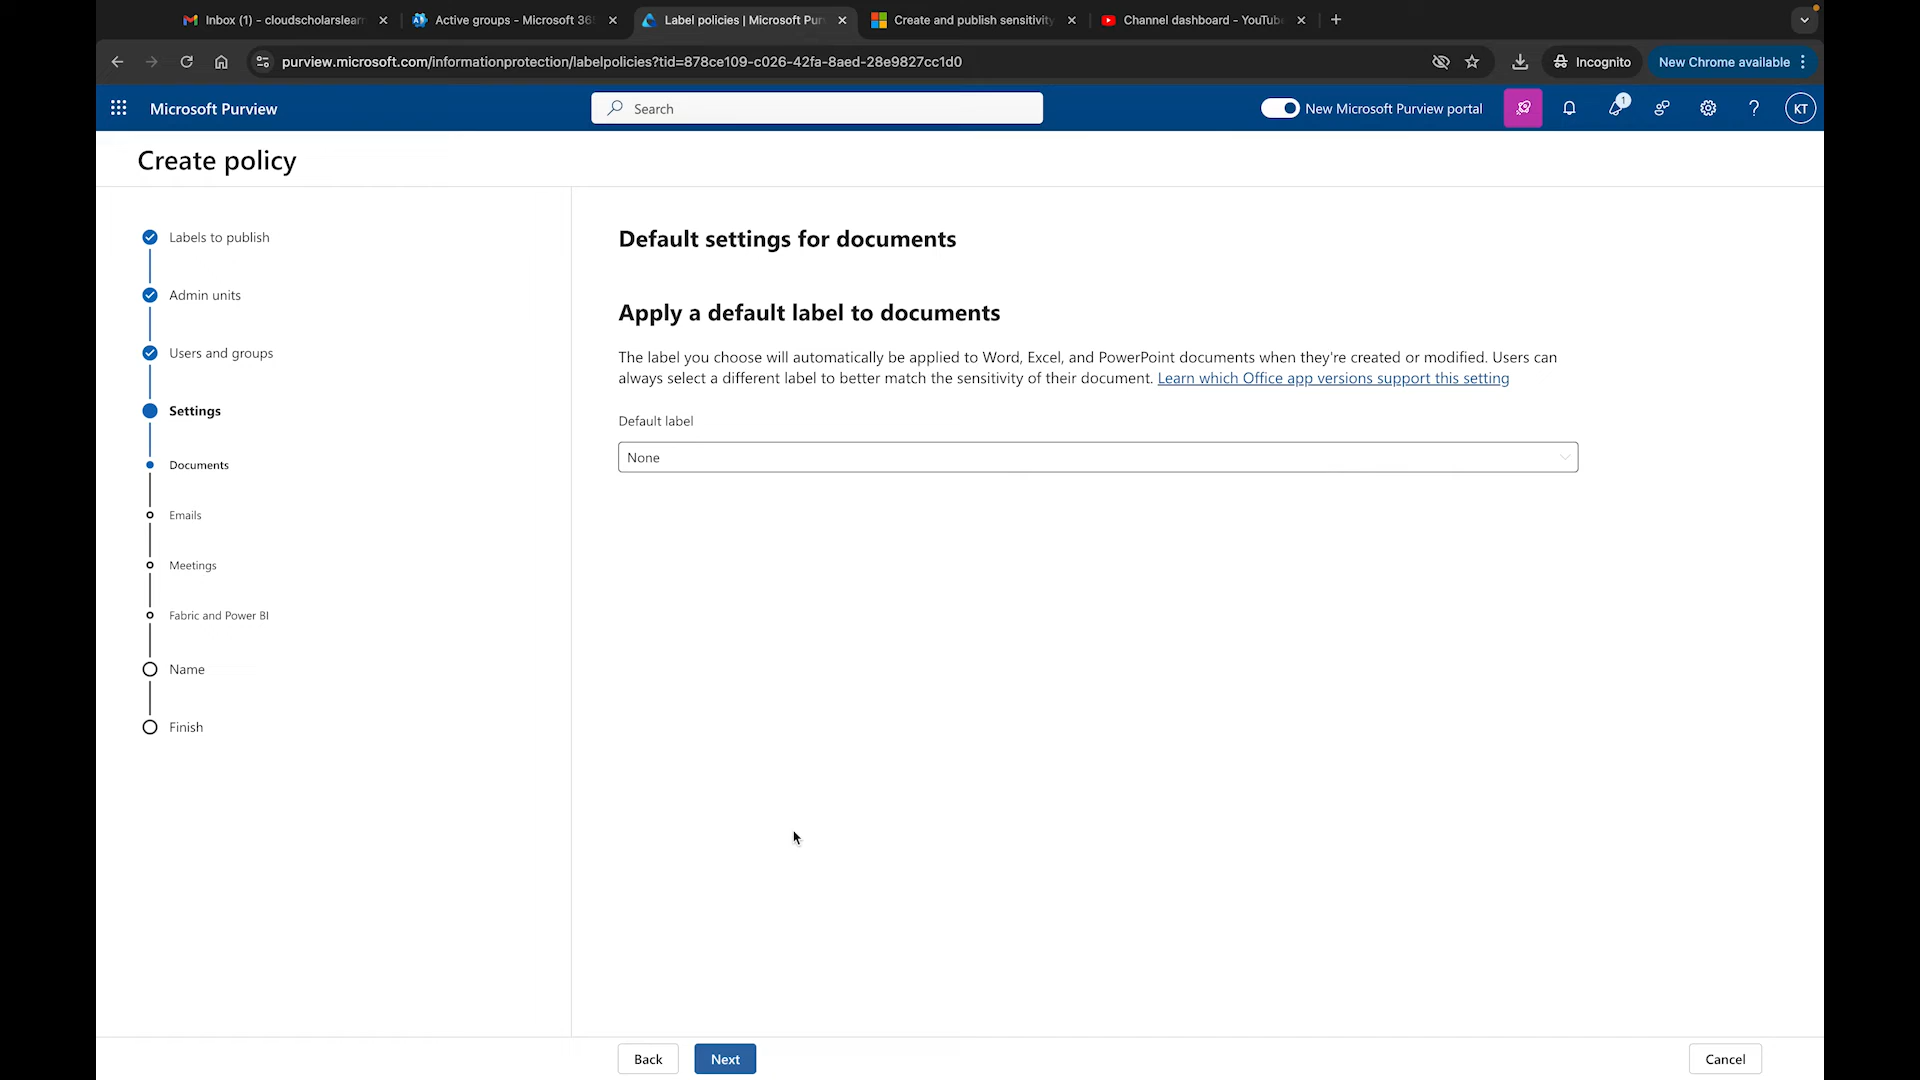 Inbox (1) - cloudscholarslearn
Active groups - Microsoft 365
Label policies | Microsoft Pur
Create and publish sensitivity
Channel dashboard - YouTube
purview.microsoft.com/informationprotection/labelpolicies?tid=878ce109-c026-42fa-8aed-28e9827cc1d0
Incognito
New Chrome available
Microsoft Purview
Search
New Microsoft Purview portal
1
?
KT
Create policy
Labels to publish
Admin units
Users and groups
Settings
Documents
Emails
Meetings
Fabric and Power BI
Name
Finish
Default settings for documents
Apply a default label to documents
The label you choose will automatically be applied to Word, Excel, and PowerPoint documents when they're created or modified. Users can
always select a different label to better match the sensitivity of their document. Learn which Office app versions support this setting
Default label
None
Back
Next
Cancel